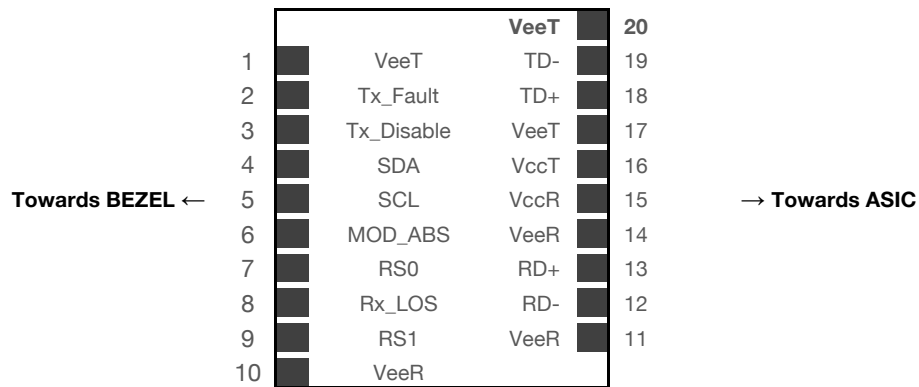 VeeT 20
1 VeeT TD- 19
2 Tx_Fault TD+ 18
3 Tx_Disable VeeT 17
4 SDA VccT 16
Towards BEZEL ← 5 SCL VccR 15 → Towards ASIC
6 MOD_ABS VeeR 14
7 RS0 RD+ 13
8 Rx_LOS RD- 12
9 RS1 VeeR 11
10 VeeR